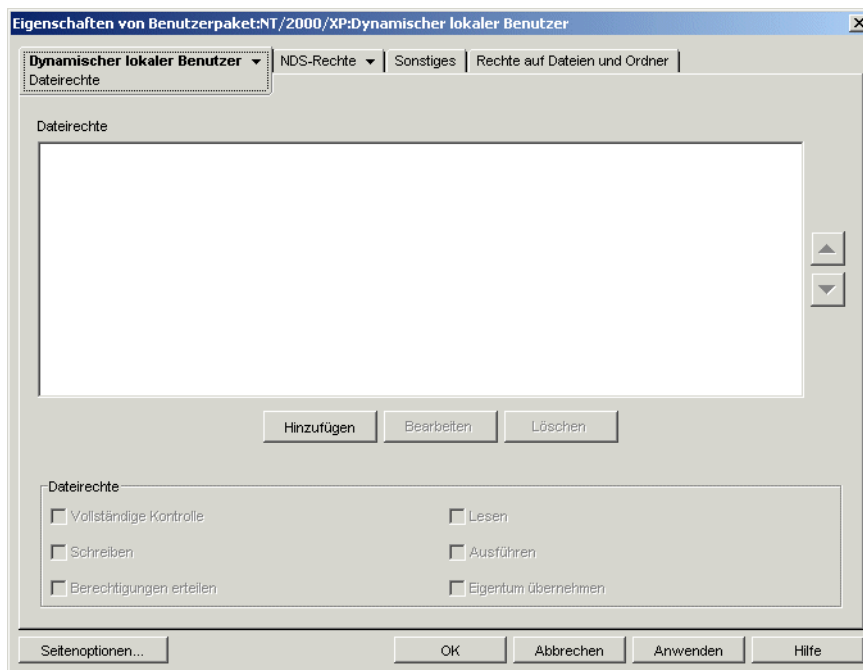 Eigenschaften von Benutzerpaket:NT/2000/XP:Dynamischer lokaler Benutzer
Dynamischer lokaler Benutzer NDS-Rechte Sonstiges Rechte auf Dateien und Ordner
Dateirechte
Dateirechte
Hinzufügen Bearbeiten Löschen
Dateirechte
Vollständige Kontrolle Lesen
Schreiben Ausführen
Berechtigungen erteilen Eigentum übernehmen
Seitenoptionen... OK Abbrechen Anwenden Hilfe